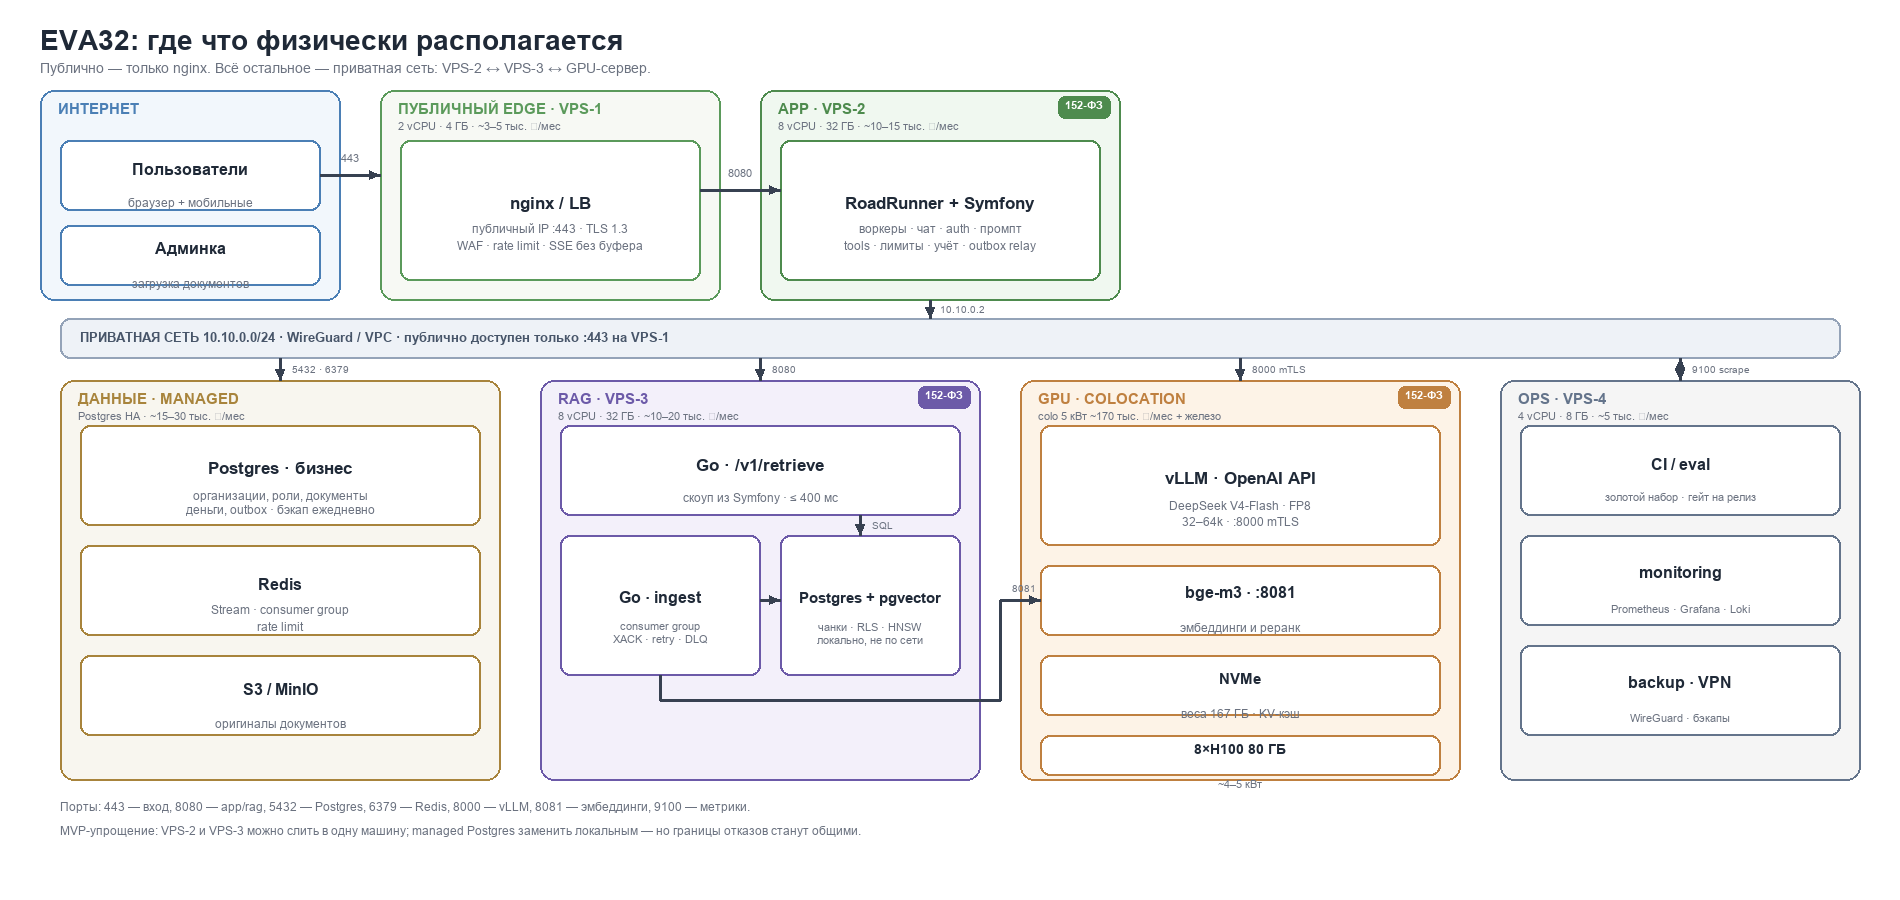 EVA32: где что физически располагается
Публично — только nginx. Всё остальное — приватная сеть: VPS-2 ↔ VPS-3 ↔ GPU-сервер.
ИНТЕРНЕТ
Пользователи
браузер + мобильные
Админка
загрузка документов
443
ПУБЛИЧНЫЙ EDGE · VPS-1
2 vCPU · 4 ГБ · ~3–5 тыс. □/мес
nginx / LB
публичный IP :443 · TLS 1.3
WAF · rate limit · SSE без буфера
8080
APP · VPS-2
152-ФЗ
8 vCPU · 32 ГБ · ~10–15 тыс. □/мес
RoadRunner + Symfony
воркеры · чат · auth · промпт
tools · лимиты · учёт · outbox relay
10.10.0.2
ПРИВАТНАЯ СЕТЬ 10.10.0.0/24 · WireGuard / VPC · публично доступен только :443 на VPS-1
5432 · 6379
8080
8000 mTLS
9100 scrape
ДАННЫЕ · MANAGED
Postgres HA · ~15–30 тыс. □/мес
Postgres · бизнес
организации, роли, документы
деньги, outbox · бэкап ежедневно
Redis
Stream · consumer group
rate limit
S3 / MinIO
оригиналы документов
RAG · VPS-3
152-ФЗ
8 vCPU · 32 ГБ · ~10–20 тыс. □/мес
Go · /v1/retrieve
скоуп из Symfony · ≤ 400 мс
SQL
Go · ingest
consumer group
XACK · retry · DLQ
Postgres + pgvector
чанки · RLS · HNSW
локально, не по сети
8081
GPU · COLOCATION
152-ФЗ
colo 5 кВт ~170 тыс. □/мес + железо
vLLM · OpenAI API
DeepSeek V4-Flash · FP8
32–64k · :8000 mTLS
bge-m3 · :8081
эмбеддинги и реранк
NVMe
веса 167 ГБ · KV-кэш
8×H100 80 ГБ
~4–5 кВт
OPS · VPS-4
4 vCPU · 8 ГБ · ~5 тыс. □/мес
CI / eval
золотой набор · гейт на релиз
monitoring
Prometheus · Grafana · Loki
backup · VPN
WireGuard · бэкапы
Порты: 443 — вход, 8080 — app/rag, 5432 — Postgres, 6379 — Redis, 8000 — vLLM, 8081 — эмбеддинги, 9100 — метрики.
MVP-упрощение: VPS-2 и VPS-3 можно слить в одну машину; managed Postgres заменить локальным — но границы отказов станут общими.